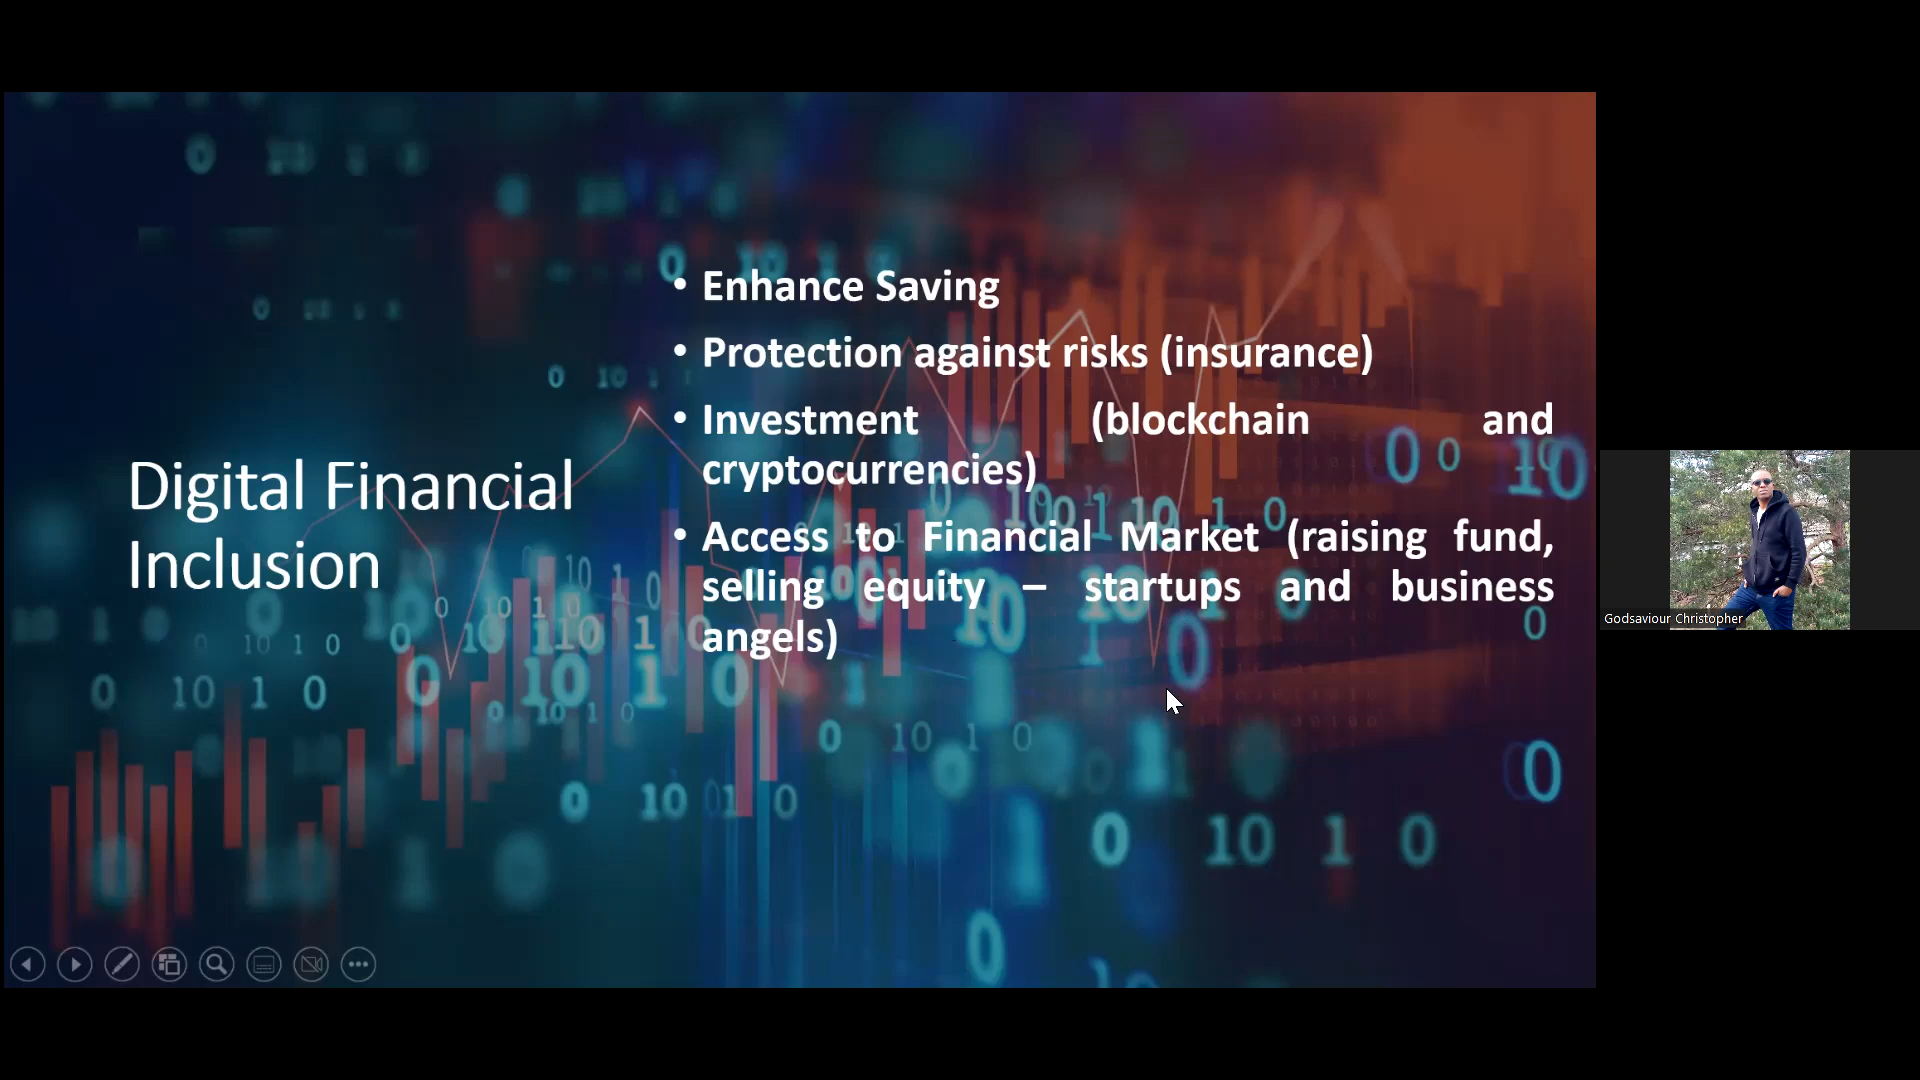 Digital Financial
Inclusion
• Enhance Saving
• Protection against risks (insurance)
• Investment (blockchain and
cryptocurrencies)
• Access to Financial Market (raising fund,
selling equity – startups and business
angels)
Godsaviour Christopher